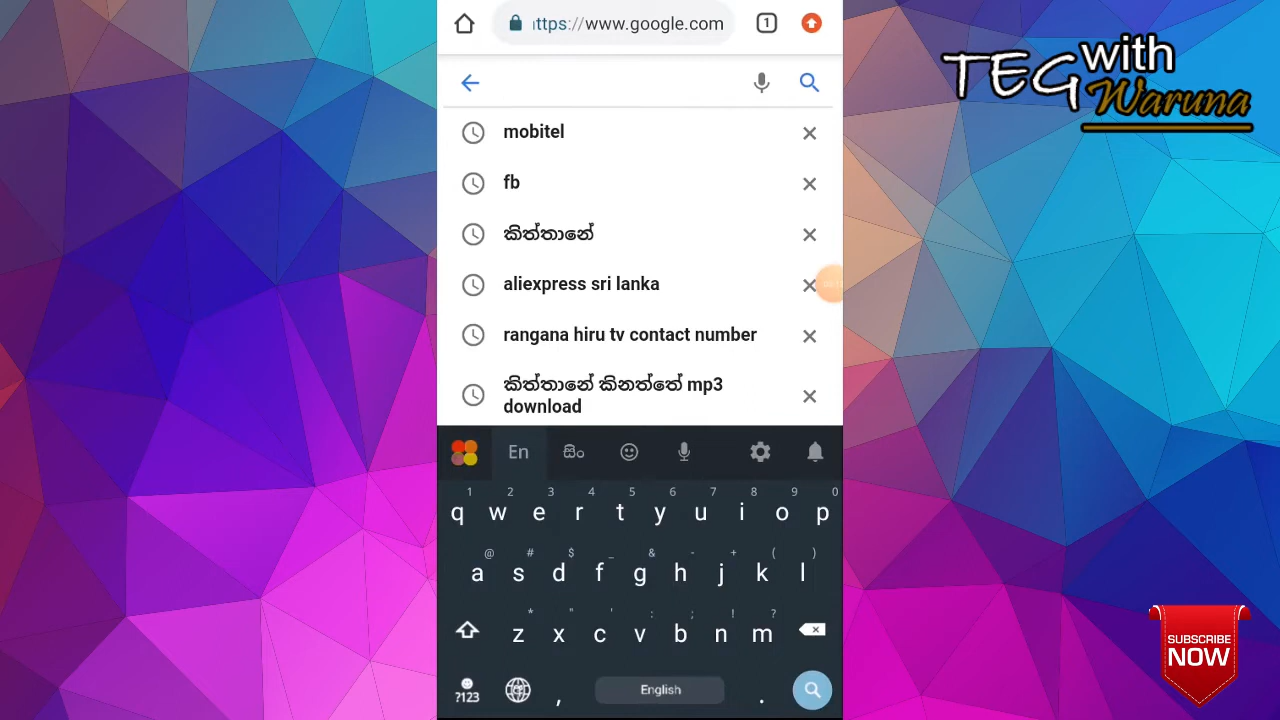 ttps://www.google.com
1
TEG with
Waruna
mobitel
fb
කිත්තානේ
aliexpress sri lanka
rangana hiru tv contact number
කිත්තානේ කිනත්තේ mp3
download
En සිං
1 2 3 4 5 6 7 8 9 0
q w e r t y u i o p
@ # $ _ & - + ( )
a s d f g h j k l
* " ' : ; ! ?
z x c v b n m
?123 , English .
SUBSCRIBE
NOW